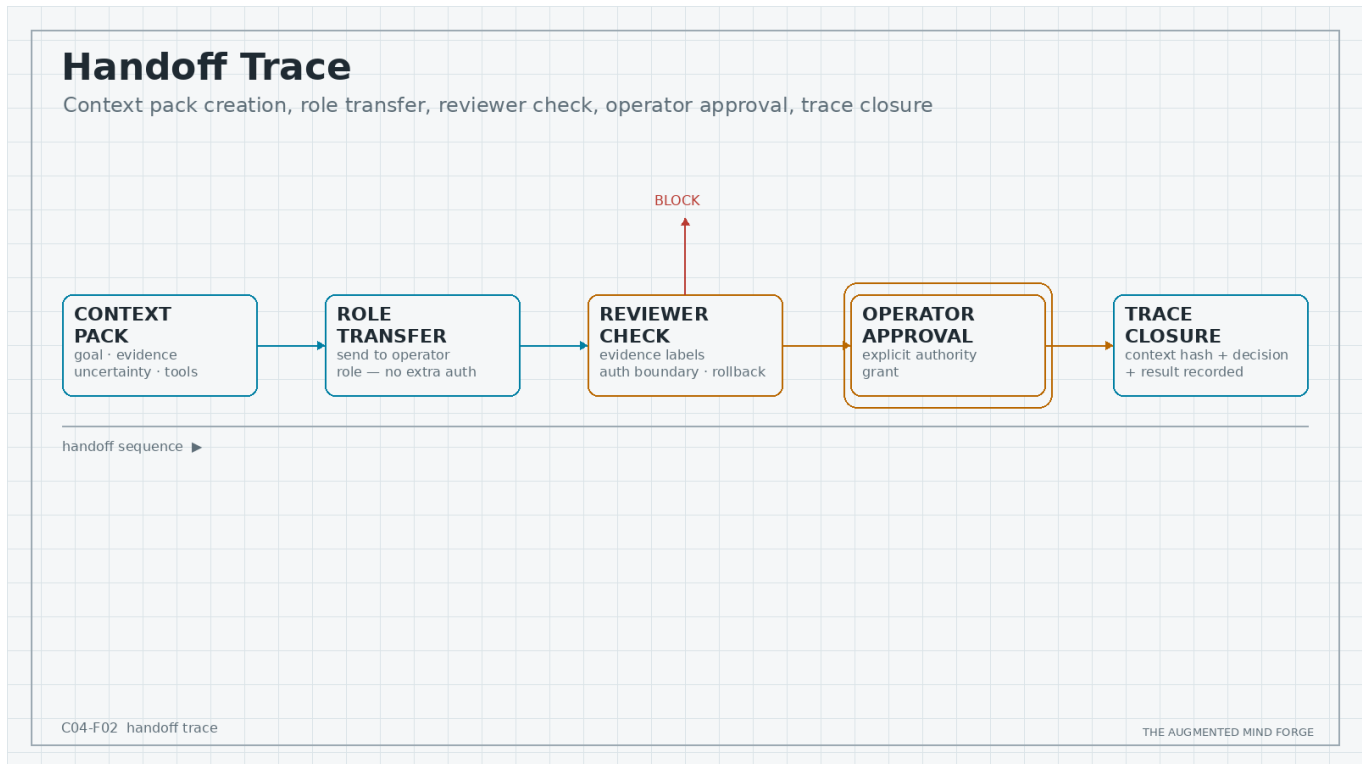 Handoff Trace
Context pack creation, role transfer, reviewer check, operator approval, trace closure
BLOCK
CONTEXT
PACK
goal · evidence
uncertainty · tools
ROLE
TRANSFER
send to operator
role — no extra auth
REVIEWER
CHECK
evidence labels
auth boundary · rollback
OPERATOR
APPROVAL
explicit authority
grant
TRACE
CLOSURE
context hash + decision
+ result recorded
handoff sequence ▶
C04-F02 handoff trace
THE AUGMENTED MIND FORGE